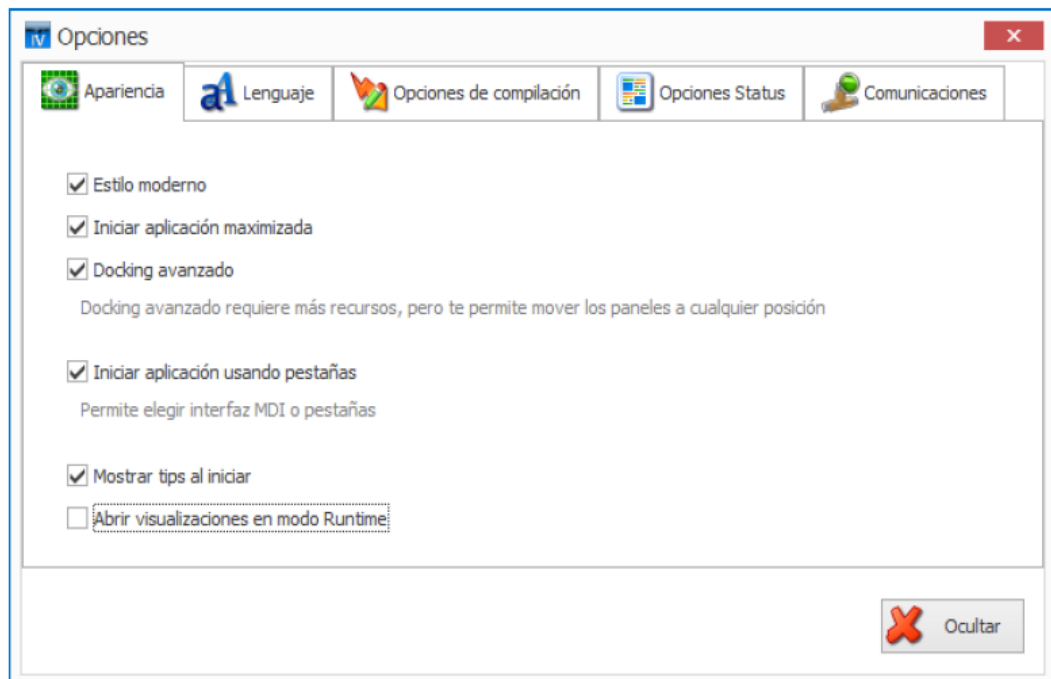 IV Opciones
Apariencia
Lenguaje
Opciones de compilación
Opciones Status
Comunicaciones
Estilo moderno
Iniciar aplicación maximizada
Docking avanzado
Docking avanzado requiere más recursos, pero te permite mover los paneles a cualquier posición
Iniciar aplicación usando pestañas
Permite elegir interfaz MDI o pestañas
Mostrar tips al iniciar
Abrir visualizaciones en modo Runtime
Ocultar